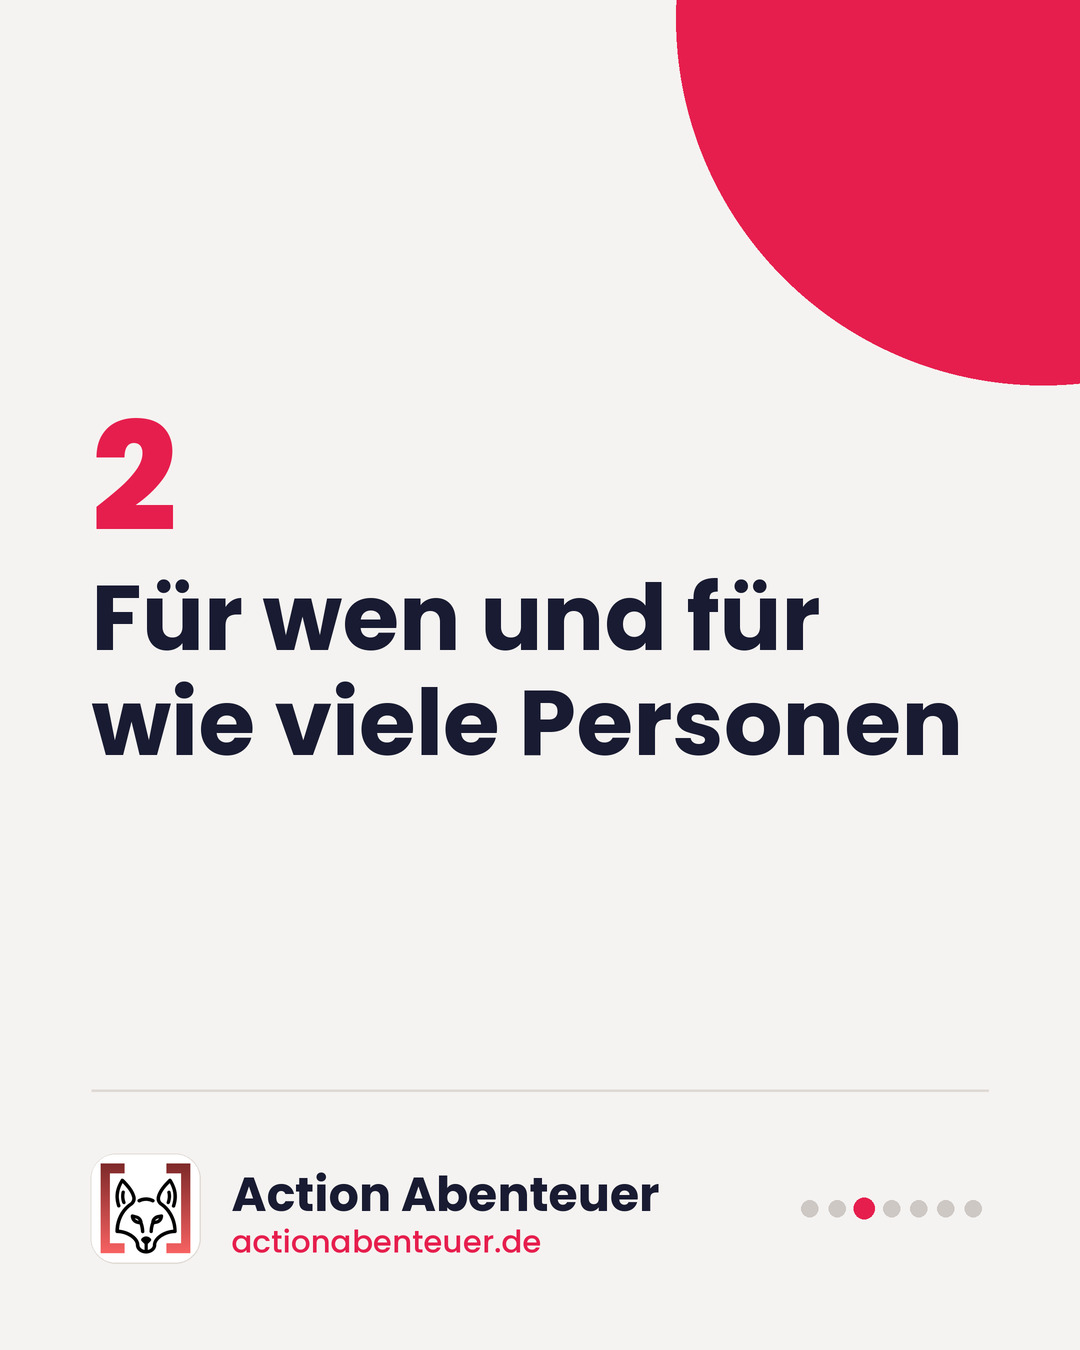 2
Für wen und für
wie viele Personen
Action Abenteuer
actionabenteuer.de